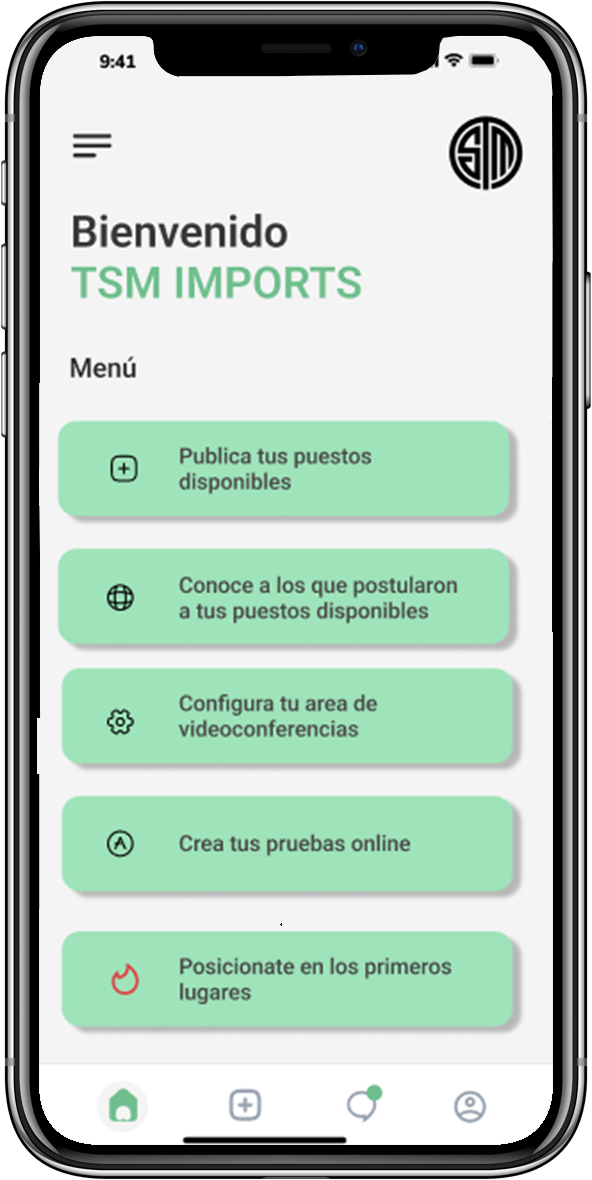 9:41
STM
Bienvenido
TSM IMPORTS
Menú
Publica tus puestos
disponibles
Conoce a los que postularon
a tus puestos disponibles
Configura tu area de
videoconferencias
Crea tus pruebas online
Posicionate en los primeros
lugares